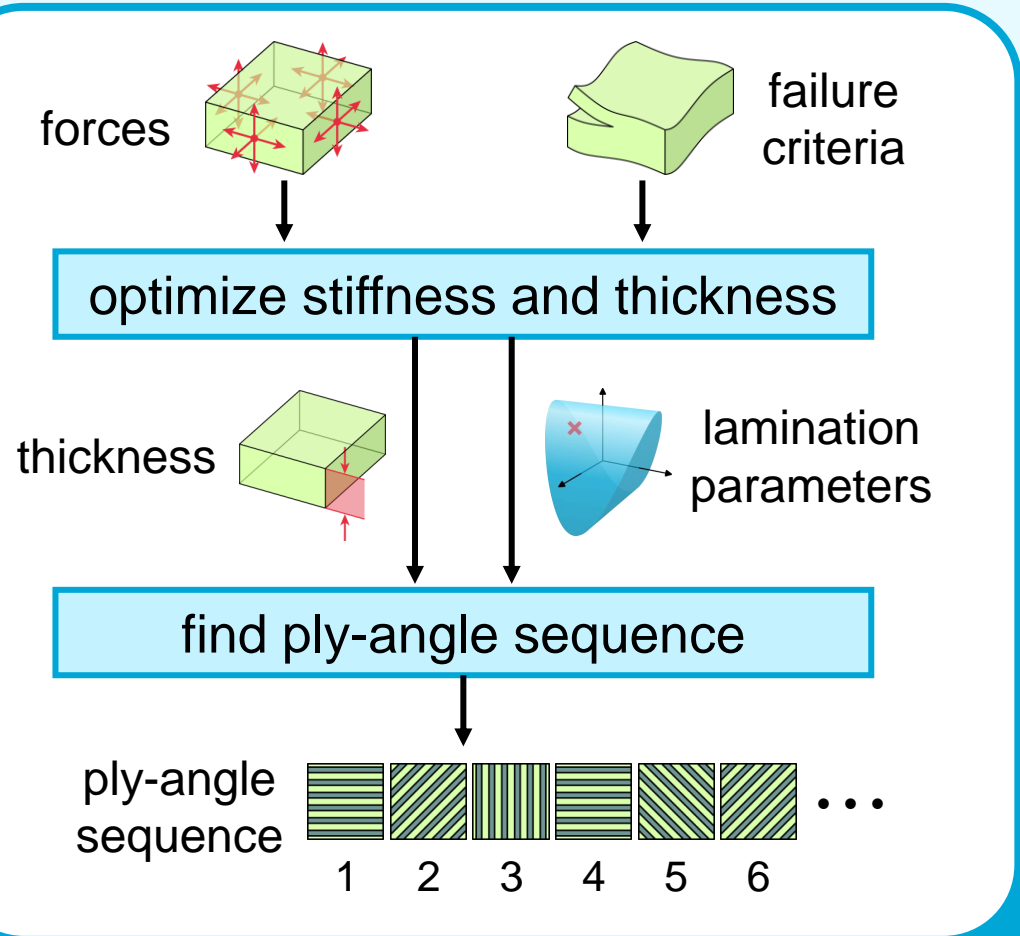 forces
failure
criteria
optimize stiffness and thickness
thickness
lamination
parameters
find ply-angle sequence
ply-angle
sequence
1 2 3 4 5 6
...